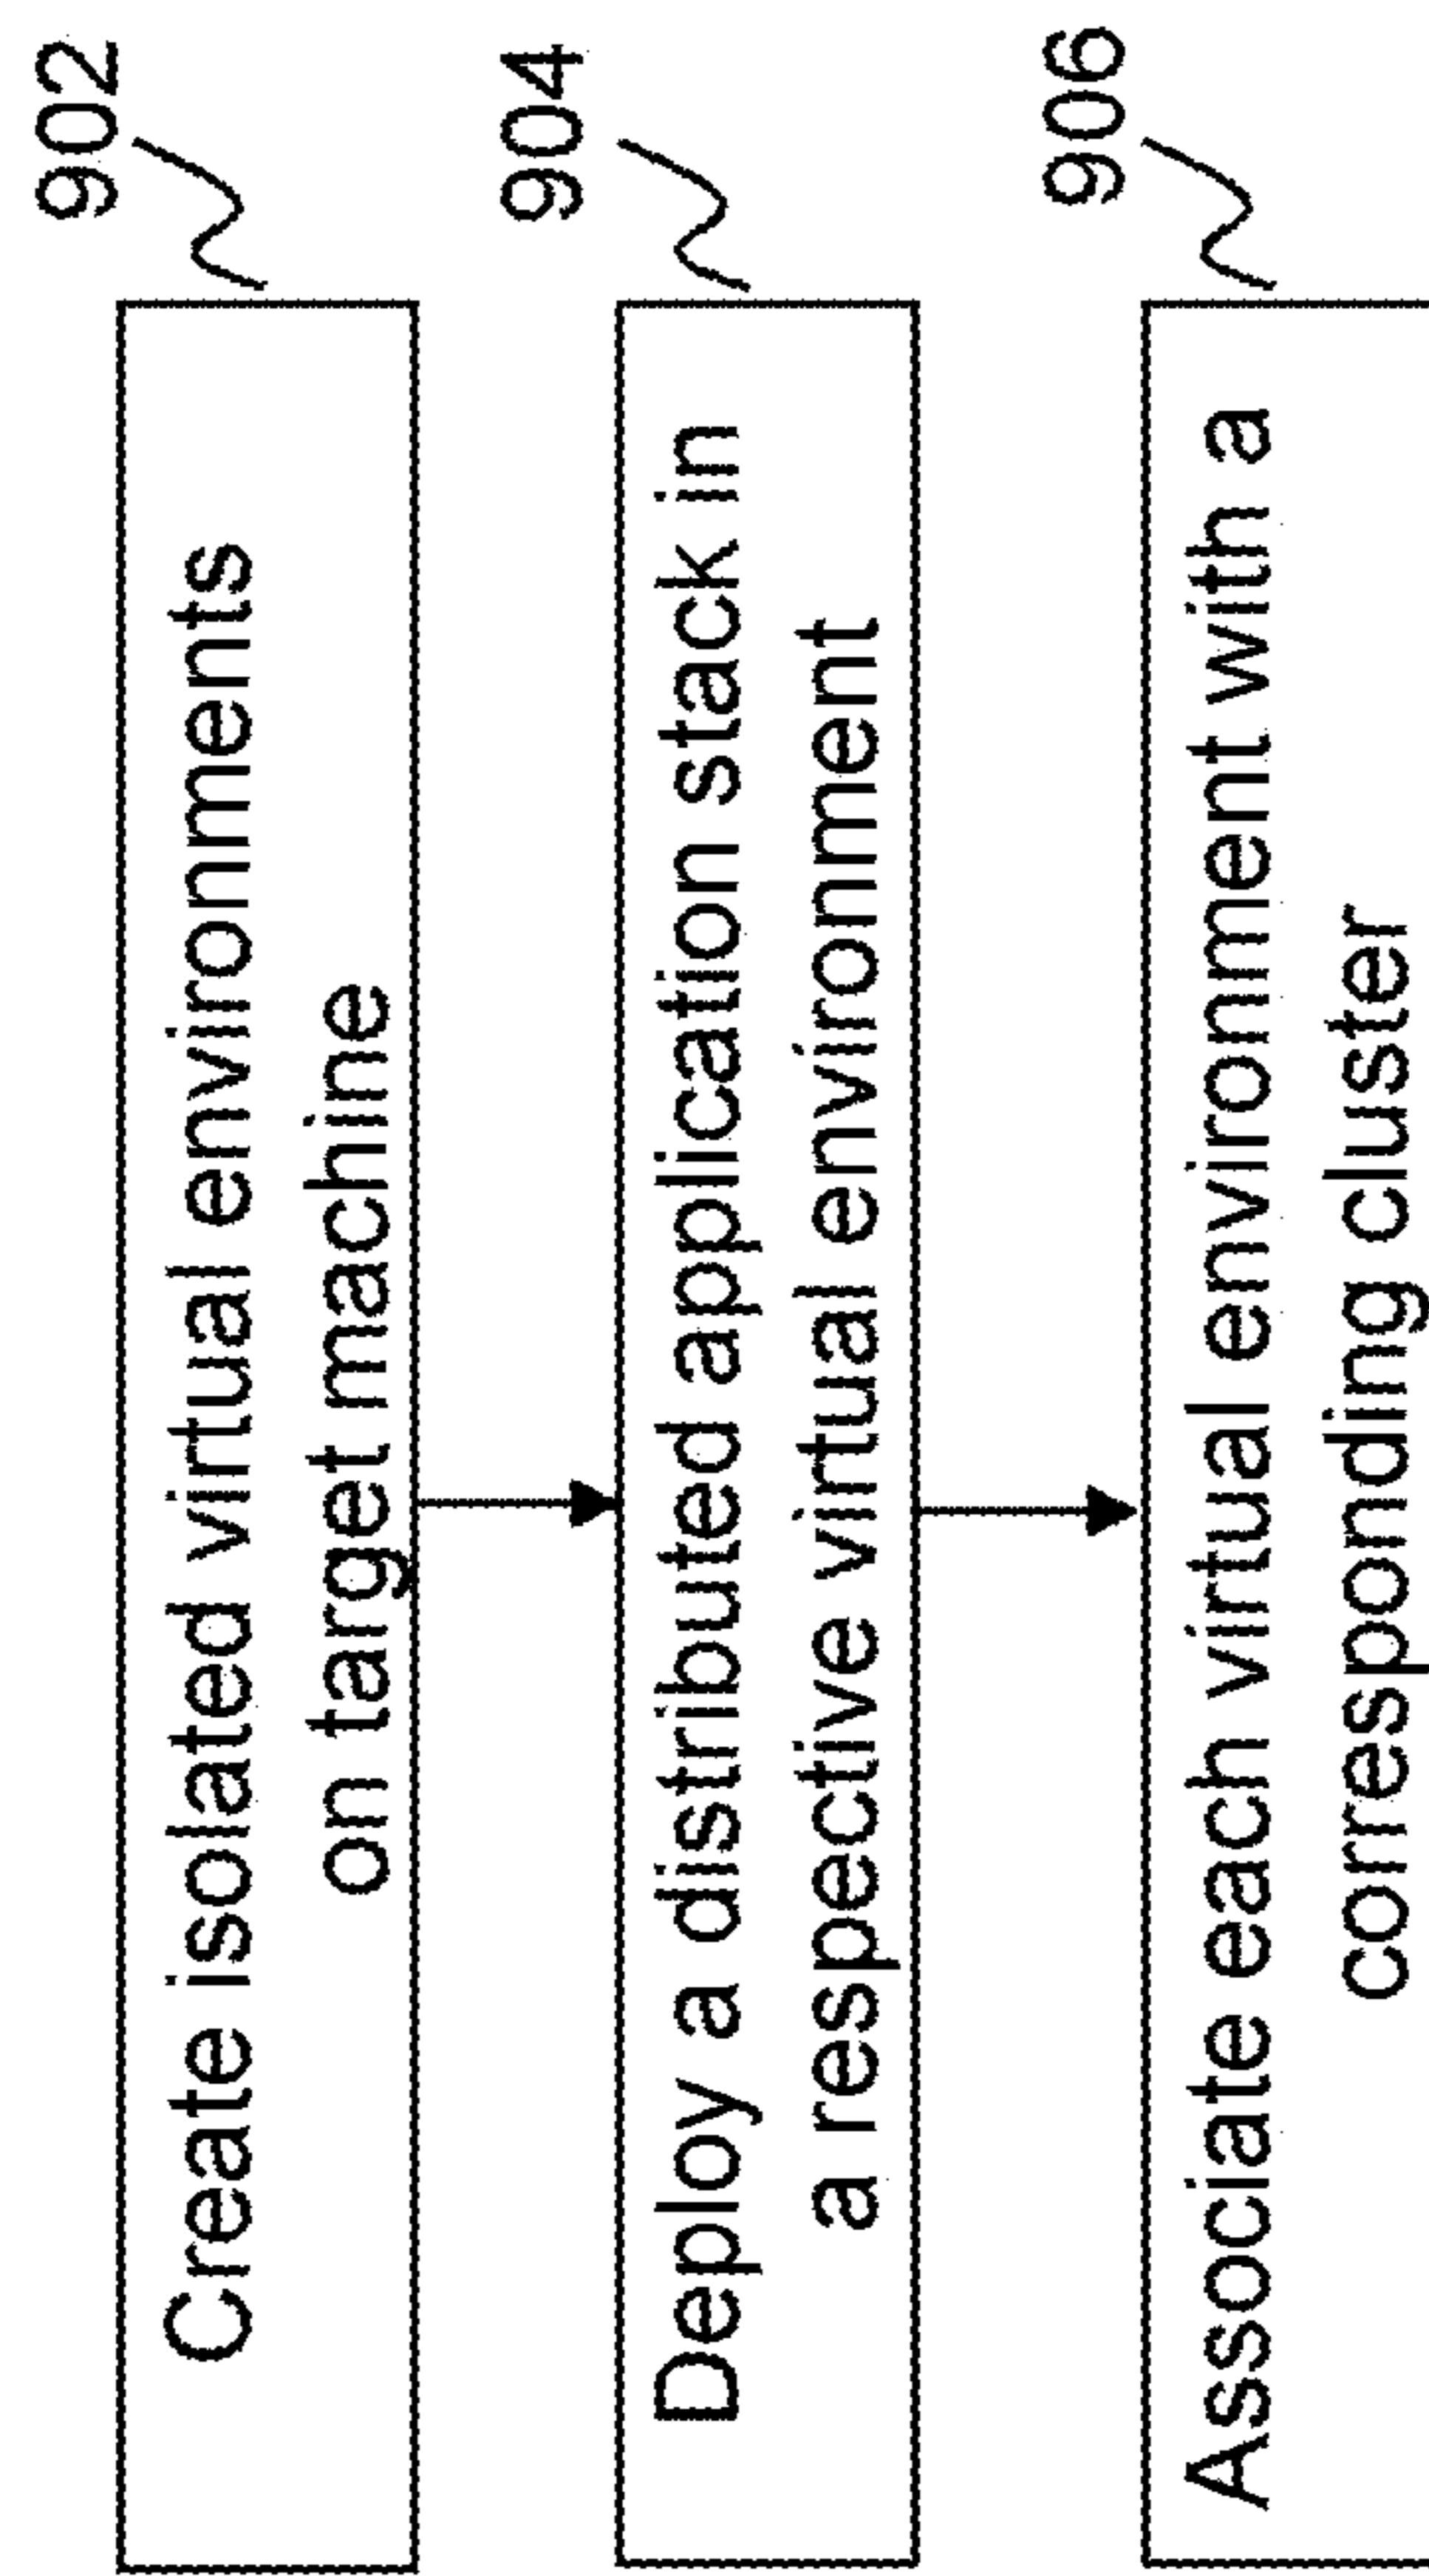 902
Create isolated virtual environments
on target machine
904
Deploy a distributed application stack in
a respective virtual environment
906
Associate each virtual environment with a
corresponding cluster